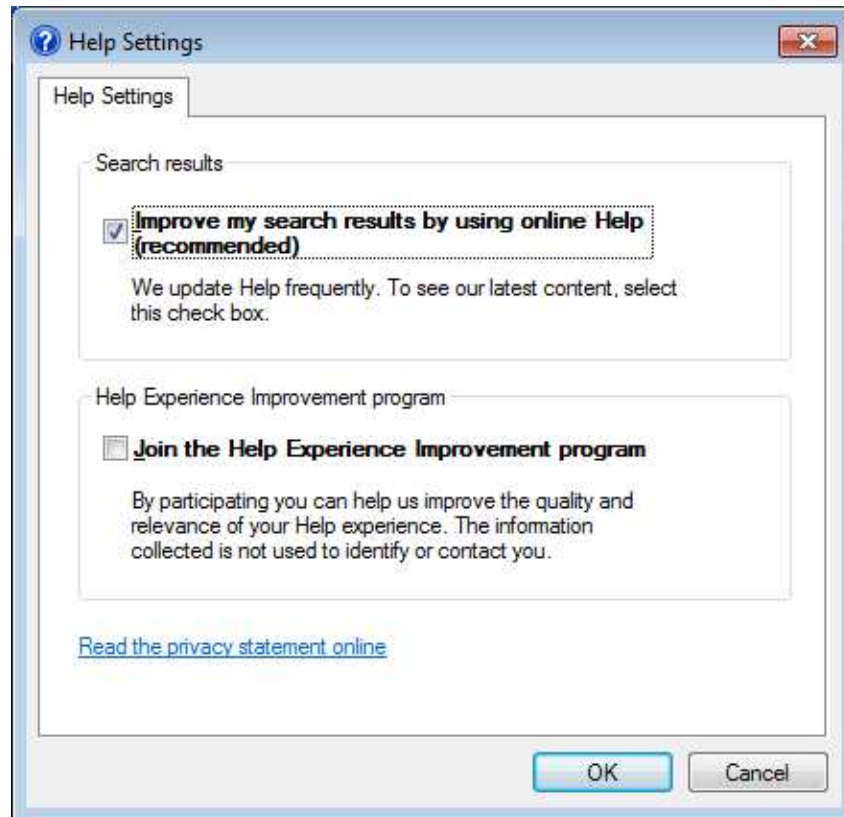 Help Settings
Help Settings
Search results
Improve my search results by using online Help
(recommended)
We update Help frequently. To see our latest content, select
this check box.
Help Experience Improvement program
Join the Help Experience Improvement program
By participating you can help us improve the quality and
relevance of your Help experience. The information
collected is not used to identify or contact you.
Read the privacy statement online
OK Cancel